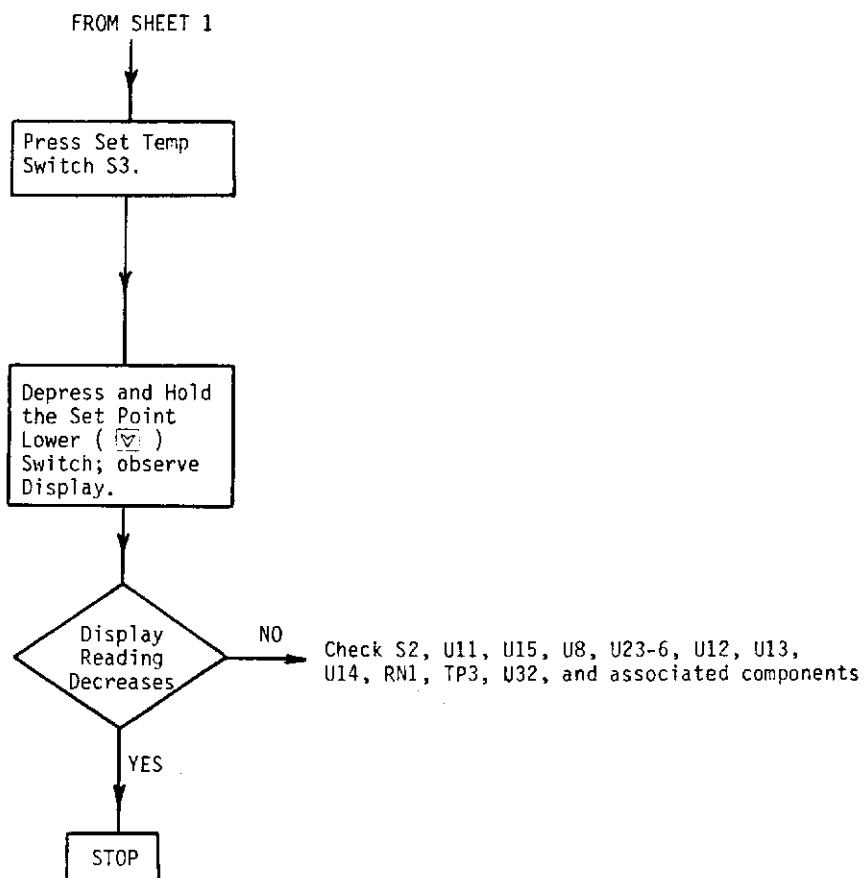 FROM SHEET 1
Press Set Temp
Switch S3.
Depress and Hold
the Set Point
Lower ( ▽ )
Switch; observe
Display.
Display
Reading
Decreases
NO
Check S2, U11, U15, U8, U23-6, U12, U13,
U14, RN1, TP3, U32, and associated components
YES
STOP